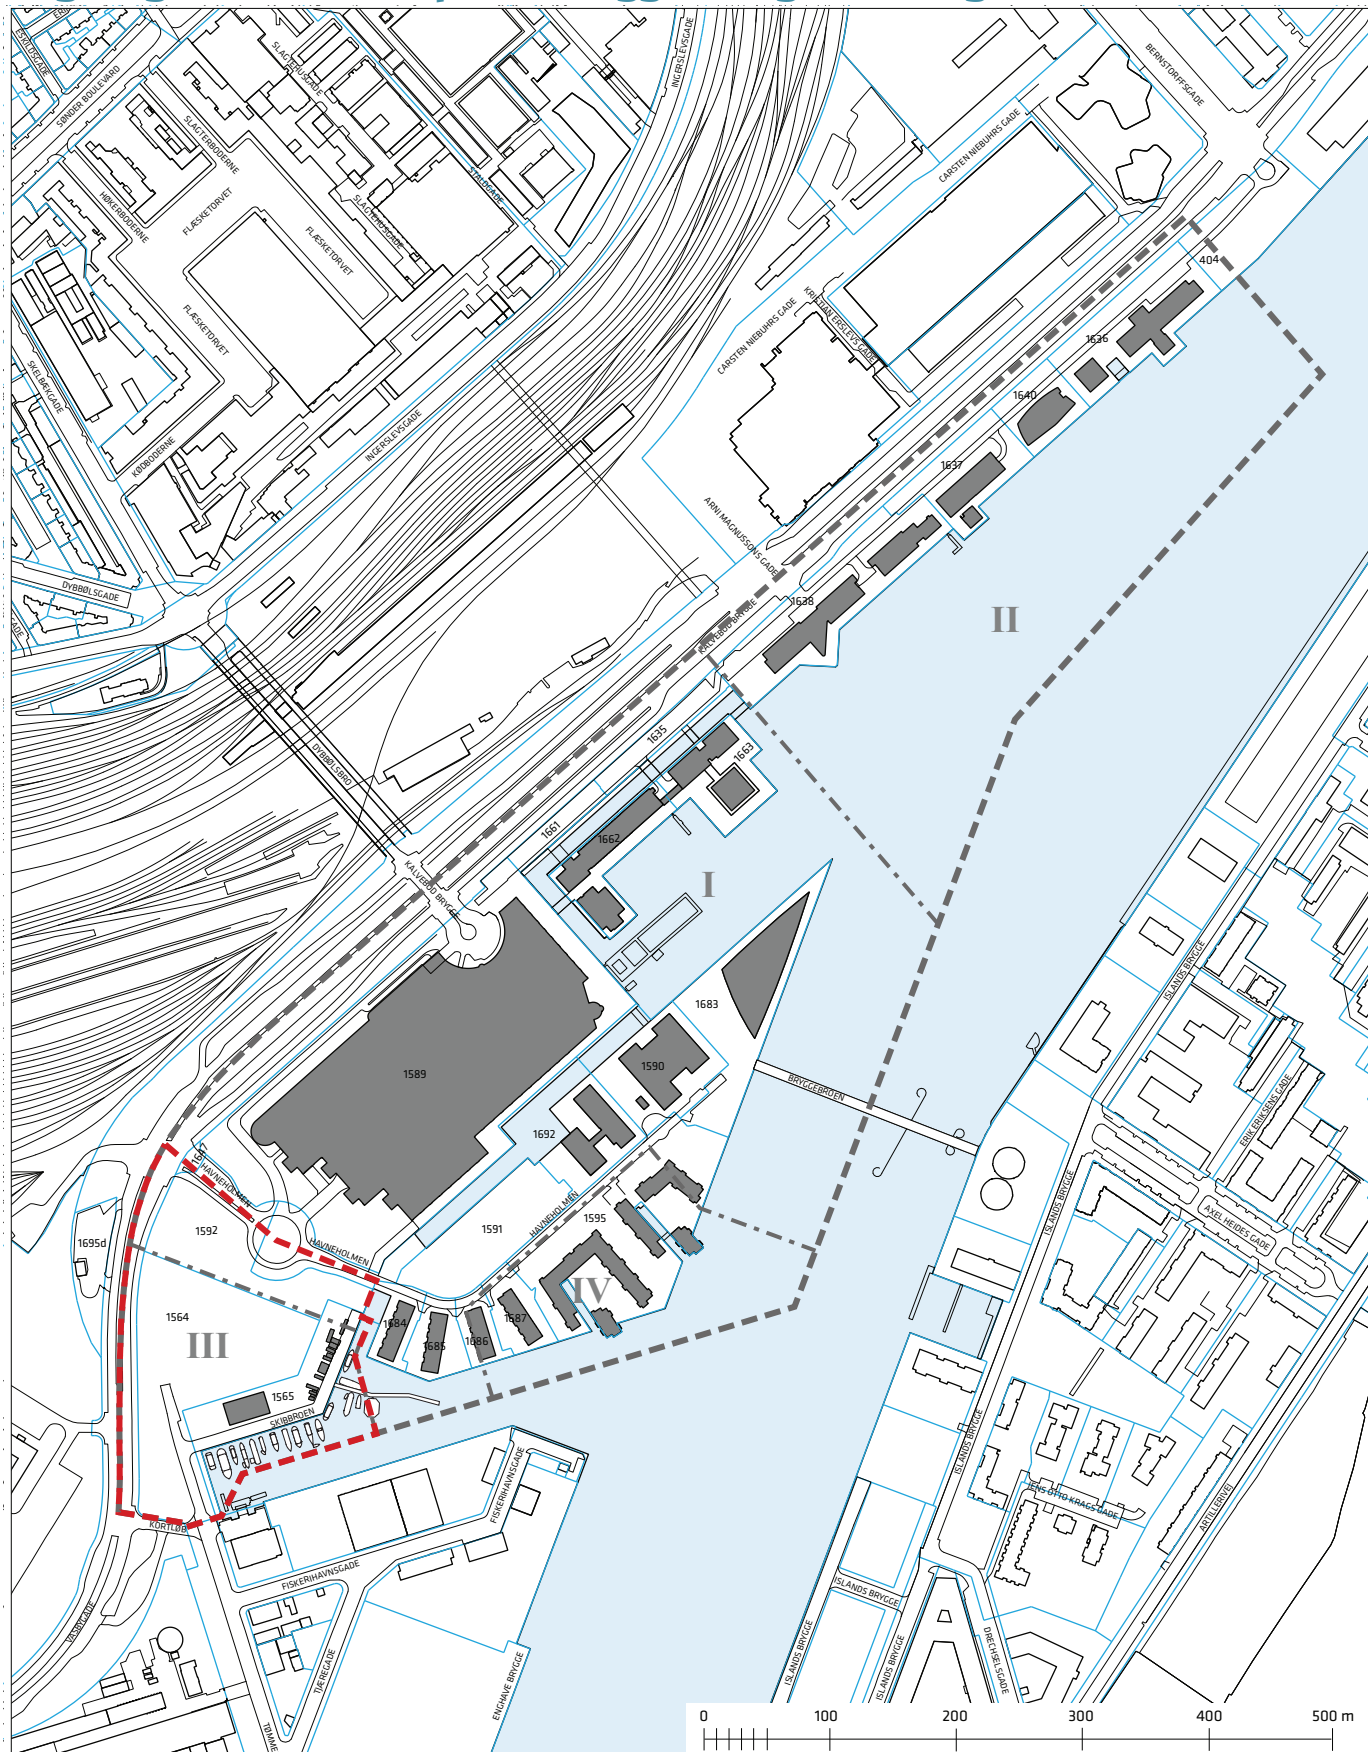 ESKILDSGADE
SØNDER BOULEVARD
SLAGTEHUSGADE
INGERSLEVSGADE
BERNSTORFFSGADE
SLAGTERBODERNE
STALDGADE
CARSTEN NIEBUHRS GADE
HØKERBODERNE
FLÆSKETORVET
FLÆSKETORVET
SLAGTEHUSGADE
FLÆSKETORVET
404
KRISTIAN ERSLEVS GADE
CARSTEN NIEBUHRS GADE
1636
SKELBÆKGADE
1640
KØDBODERNE
INGERSLEVSGADE
1637
ARNI MAGNUSSONS GADE
DYBBØLSGADE
1638
II
KALVEBOD BRYGGE
1635
1663
DYBBØLSBRO
1661
1662
I
KALVEBOD BRYGGE
ISLANDS BRYGGE
1683
1589
1590
BRYGGEBROEN
ERIK ERIKSENS GADE
1692
1647
HAVNEHOLMEN
ISLANDS BRYGGE
AXEL HEIDES GADE
1592
1591
HAVNEHOLMEN
1595
1695d
HAVNEHOLMEN
IV
1564
III
1684
1685
1686
1687
1565
SKIBBROEN
ISLANDS BRYGGE
FISKERIHAVNSGADE
JENS OTTO KRAGS GADE
ARTILLERIVEJ
KORTLØB
FISKERIHAVNSGADE
ISLANDS BRYGGE
VASBYGADE
TJÆREGADE
ENGHAVE BRYGGE
ISLANDS BRYGGE
ISLANDS BRYGGE
DRECHSELSGADE
TØMME
0 100 200 300 400 500 m